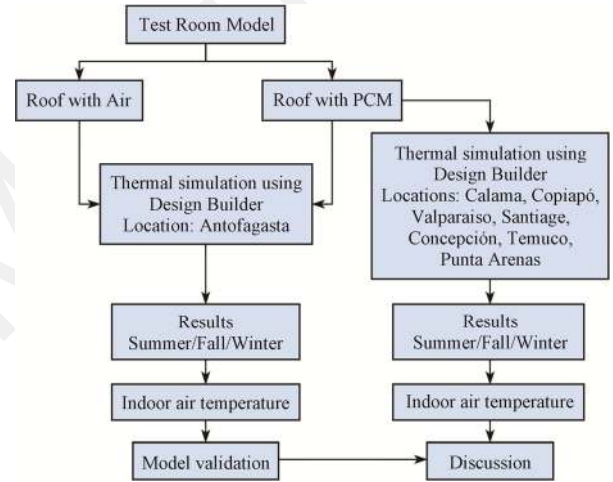 Test Room Model
Roof with Air
Roof with PCM
Thermal simulation using
Design Builder
Location: Antofagasta
Thermal simulation using
Design Builder
Locations: Calama, Copiapó,
Valparaiso, Santiage,
Concepción, Temuco,
Punta Arenas
Results
Summer/Fall/Winter
Results
Summer/Fall/Winter
Indoor air temperature
Indoor air temperature
Model validation
Discussion